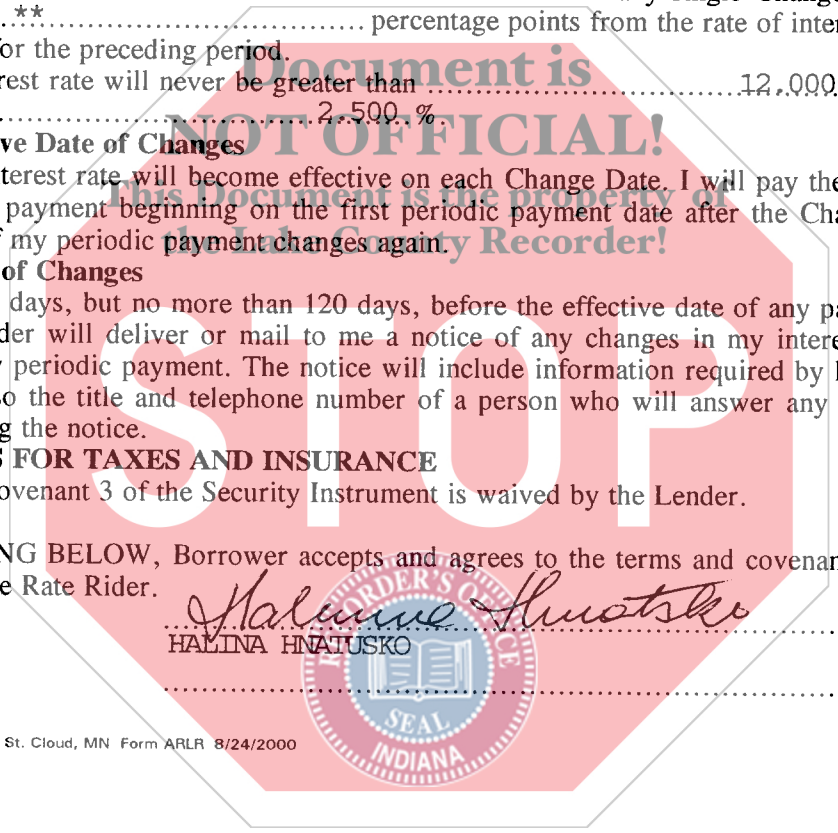 ** percentage points from the rate of inter
or the preceding period.
rest rate will never be greater than 12.000
2.500 %
ve Date of Changes
terest rate will become effective on each Change Date. I will pay the
payment beginning on the first periodic payment date after the Cha
my periodic payment changes again.
of Changes
days, but no more than 120 days, before the effective date of any pa
der will deliver or mail to me a notice of any changes in my intere
periodic payment. The notice will include information required by
o the title and telephone number of a person who will answer any
g the notice.
FOR TAXES AND INSURANCE
ovenant 3 of the Security Instrument is waived by the Lender.
NG BELOW, Borrower accepts and agrees to the terms and covenan
e Rate Rider.
HALINA HNATUSKO
St. Cloud, MN Form ARLR 8/24/2000
Document is
NOT OFFICIAL!
This Document is the property of
the Lake County Recorder!
STOP
RECORDER'S OFFICE
SEAL
INDIANA